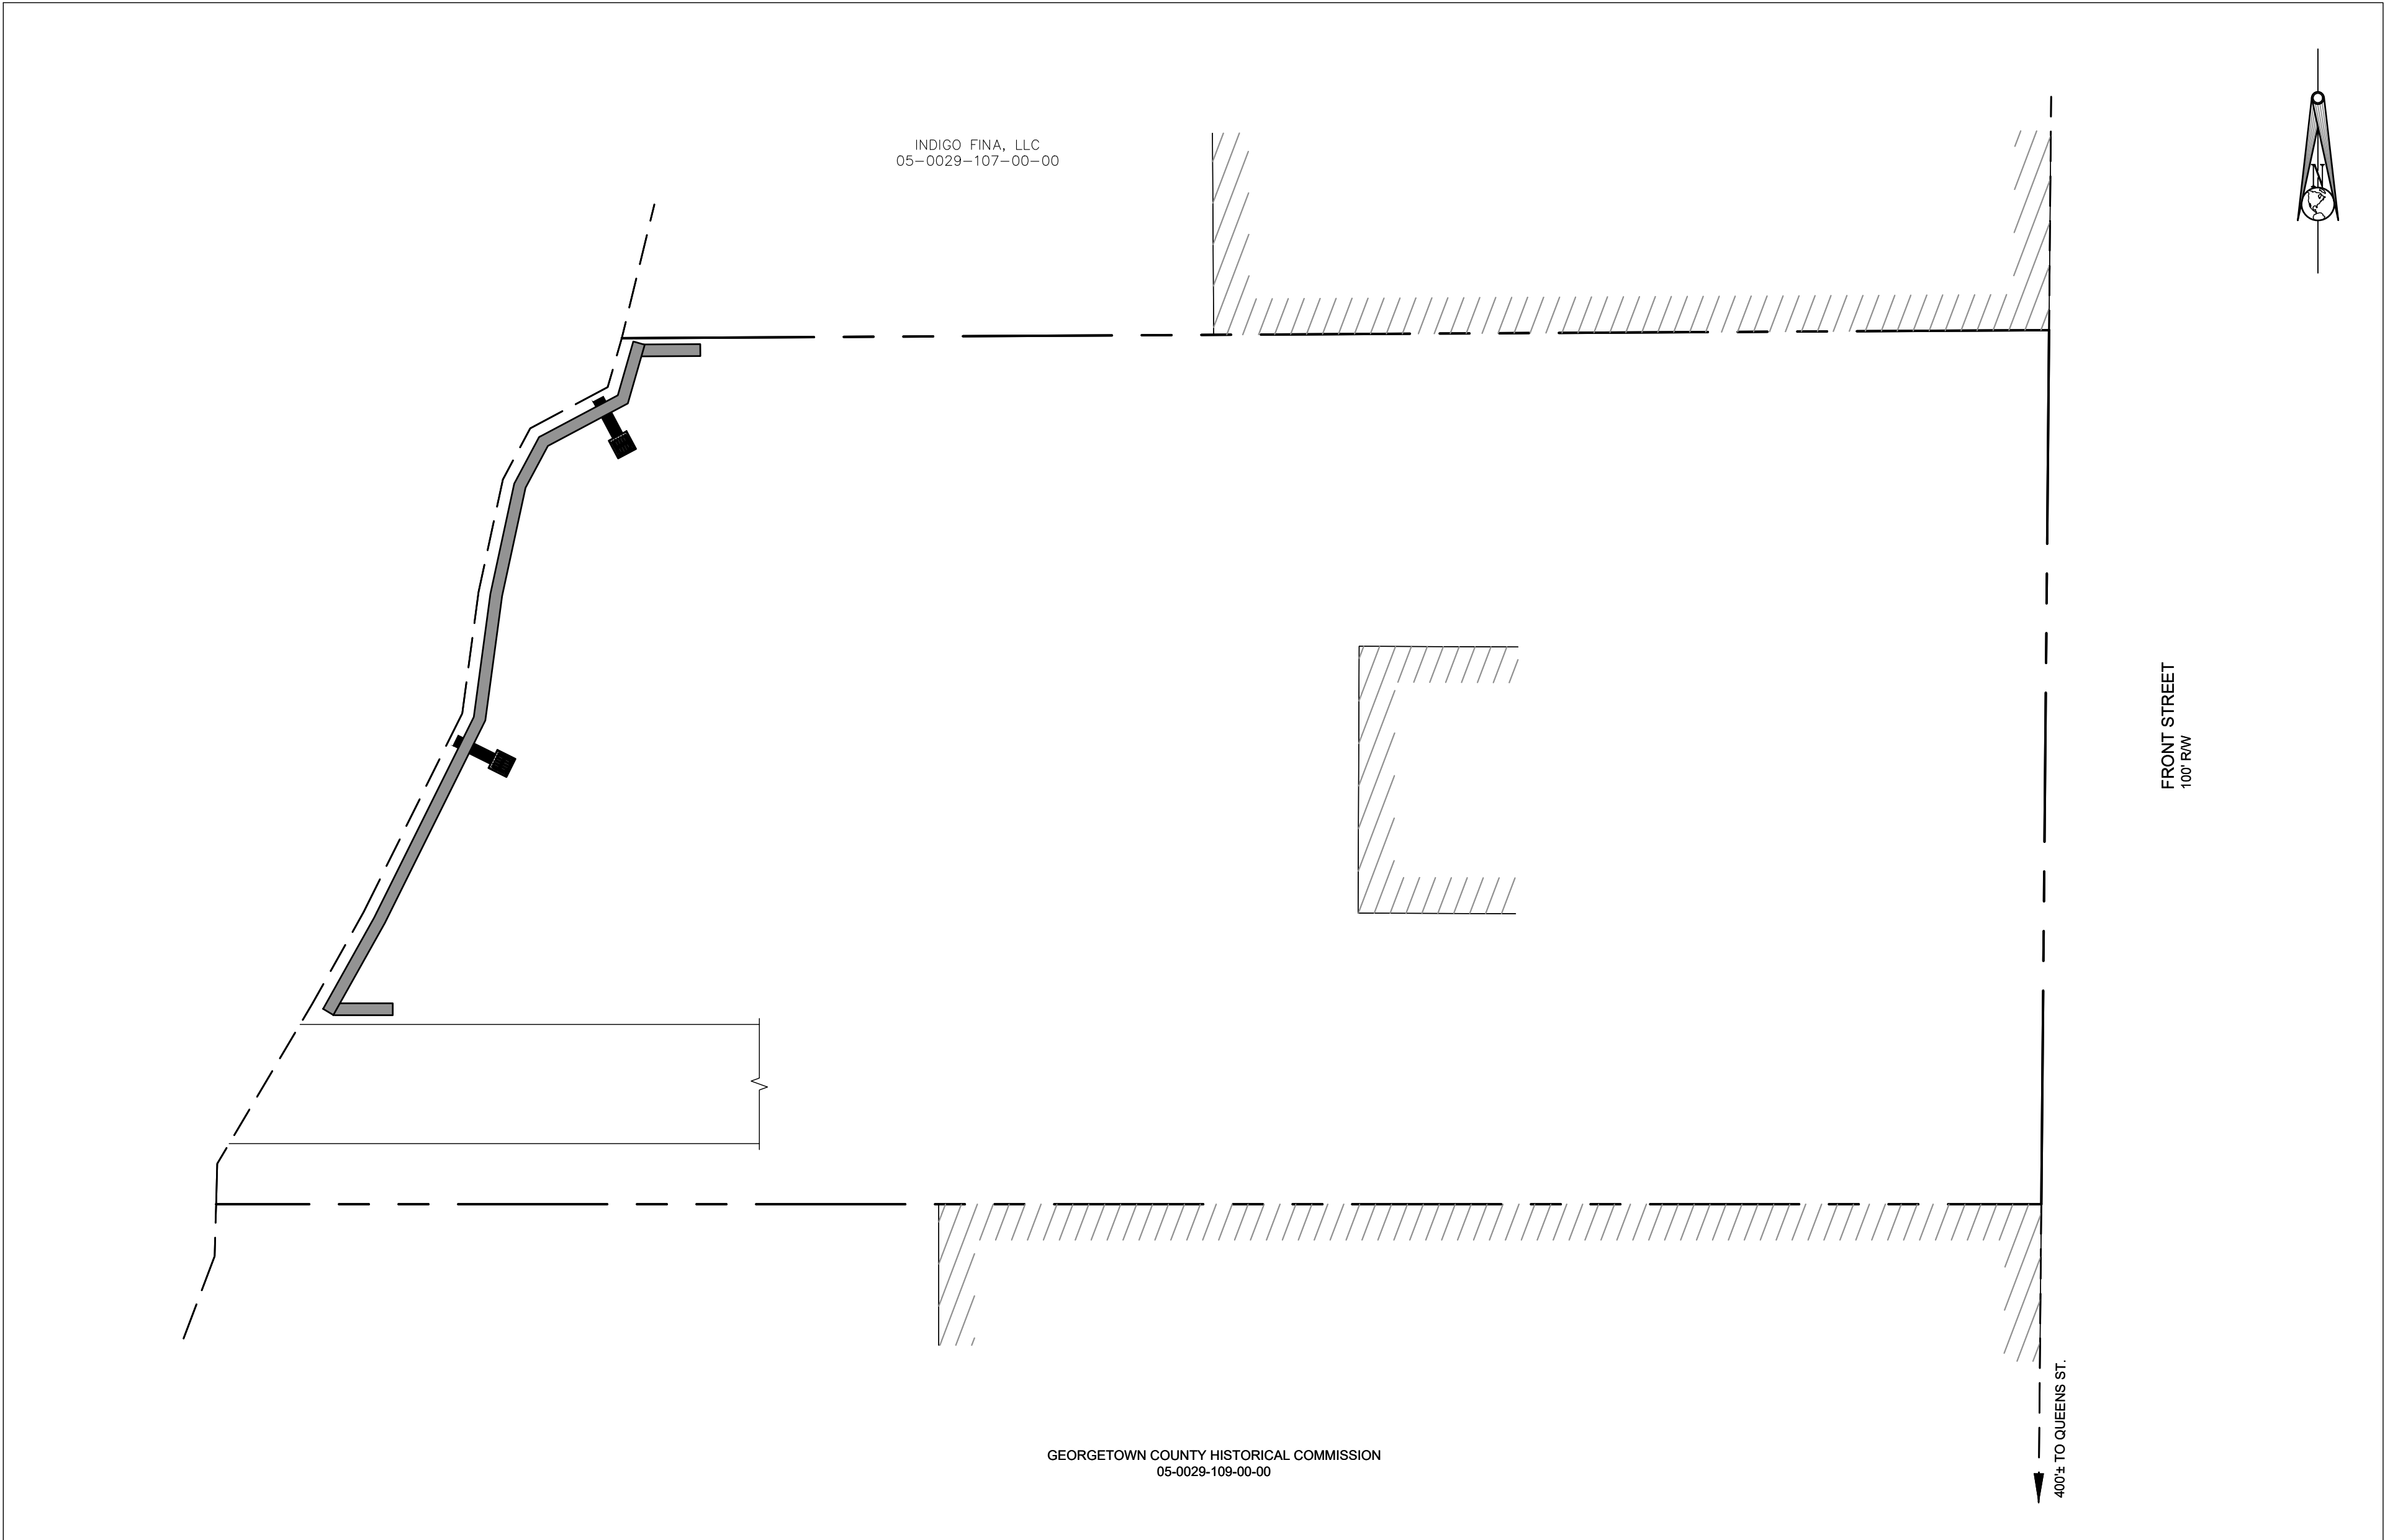 INDIGO FINA, LLC
05-0029-107-00-00
N
FRONT STREET
100' R/W
400'± TO QUEENS ST.
GEORGETOWN COUNTY HISTORICAL COMMISSION
05-0029-109-00-00